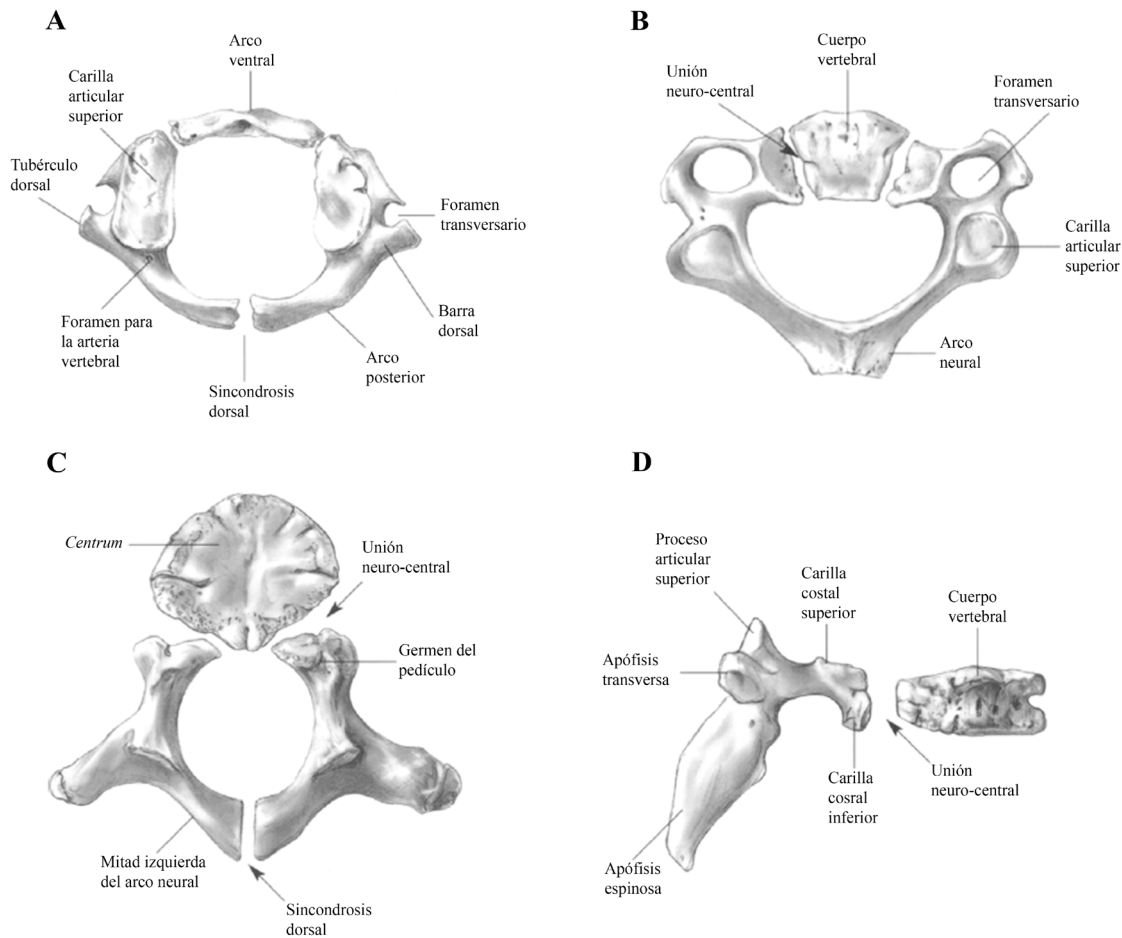 A
Arco
ventral
Carilla
articular
superior
Tubérculo
dorsal
Foramen
transversario
Foramen para
la arteria
vertebral
Barra
dorsal
Arco
posterior
Sincondrosis
dorsal
B
Cuerpo
vertebral
Unión
neuro-central
Foramen
transversario
Carilla
articular
superior
Arco
neural
C
Centrum
Unión
neuro-central
Germen del
pedículo
Mitad izquierda
del arco neural
Sincondrosis
dorsal
D
Proceso
articular
superior
Carilla
costal
superior
Cuerpo
vertebral
Apófisis
transversa
Unión
neuro-central
Carilla
cosral
inferior
Apófisis
espinosa